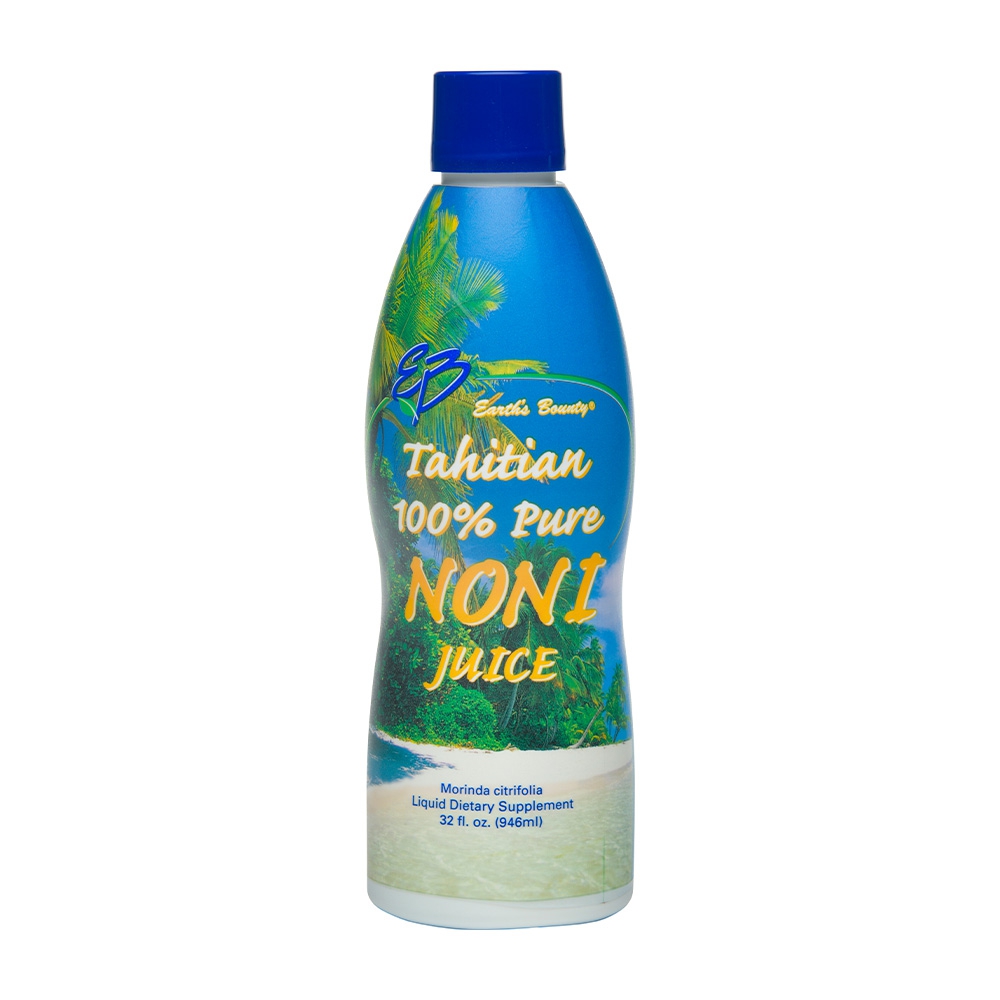 EB
Earth's Bounty®
Tahitian
100% Pure
NONI
JUICE
Morinda citrifolia
Liquid Dietary Supplement
32 fl. oz. (946ml)